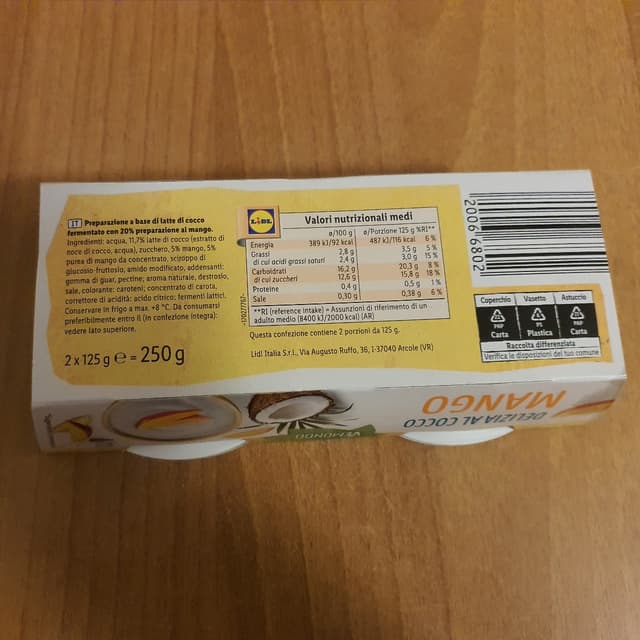 IT Preparazione a base di latte di cocco
fermentato con 20% preparazione al mango.
Ingredienti: acqua, 11,7% latte di cocco (estratto di
noce di cocco, acqua), zucchero, 5% mango, 5%
purea di mango da concentrato, sciroppo di
glucosio-fruttosio, amido modificato, addensanti:
gomma di guar, pectine; aroma naturale, destrosio,
sale, colorante: caroteni; concentrato di carota,
correttore di acidità: acido citrico; fermenti lattici.
Conservare in frigo a max. +8 °C. Da consumarsi
preferibilmente entro il (in confezione integra):
vedere lato superiore.
2 x 125 g e = 250 g
LIDL
Valori nutrizionali medi
ø/100 g ø/Porzione 125 g %RI**
Energia 389 kJ/92 kcal 487 kJ/116 kcal 6 %
Grassi 2,8 g 3,5 g 5 %
di cui acidi grassi saturi 2,4 g 3,0 g 15 %
Carboidrati 16,2 g 20,3 g 8 %
di cui zuccheri 12,6 g 15,8 g 18 %
Proteine 0,4 g 0,5 g 1 %
Sale 0,30 g 0,38 g 6 %
**RI (reference intake) = Assunzioni di riferimento di un
adulto medio (8400 kJ/2000 kcal) (AR)
Questa confezione contiene 2 porzioni da 125 g.
Lidl Italia S.r.l., Via Augusto Ruffo, 36, I-37040 Arcole (VR)
2006 6802
Coperchio Vasetto Astuccio
PAP PS PAP
Carta Plastica Carta
Raccolta differenziata
Verifica le disposizioni del tuo comune
VEMONDO
DELIZIA AL COCCO
MANGO